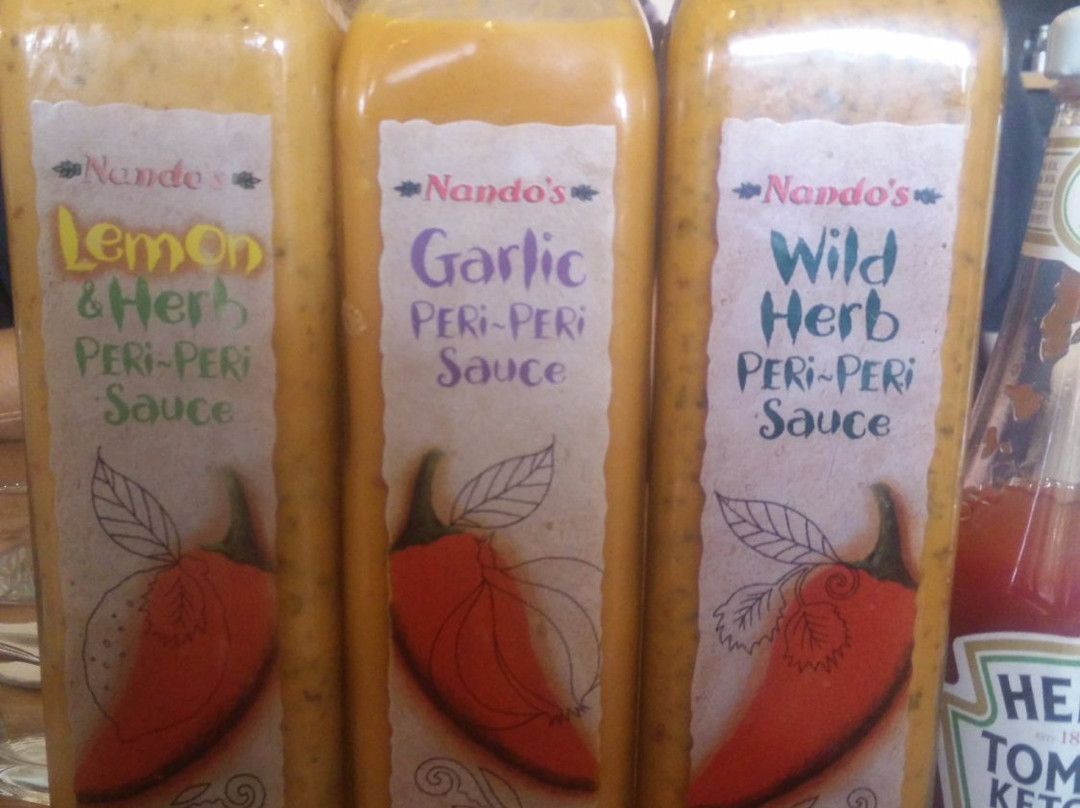 Nando's
Lemon
& Herb
PERi~PERi
Sauce
Nando's
Garlic
PERi~PERi
Sauce
Nando's
Wild
Herb
PERi~PERi
Sauce
HE
TOM
KETC